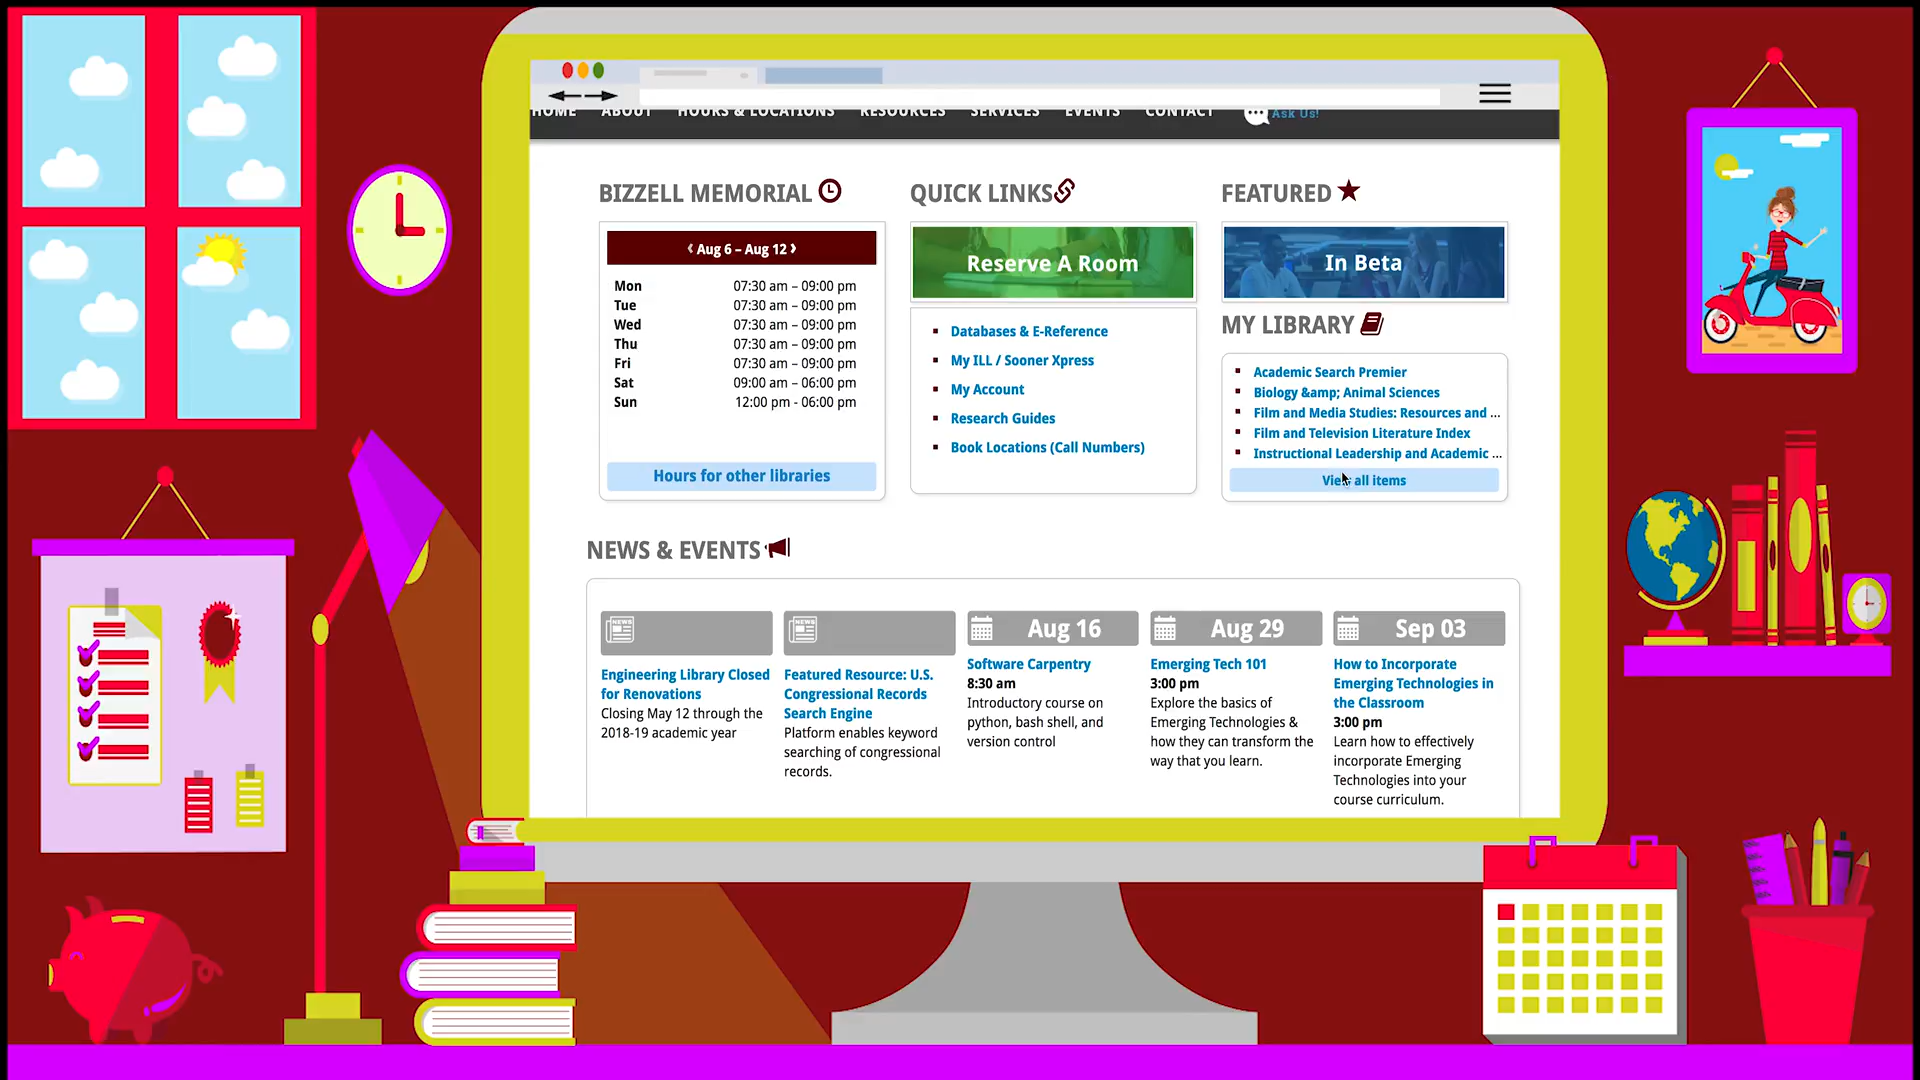 HOME ABOUT HOURS & LOCATIONS RESOURCES SERVICES EVENTS CONTACT Ask Us!
BIZZELL MEMORIAL
‹ Aug 6 – Aug 12 ›
Mon 07:30 am – 09:00 pm
Tue 07:30 am – 09:00 pm
Wed 07:30 am – 09:00 pm
Thu 07:30 am – 09:00 pm
Fri 07:30 am – 09:00 pm
Sat 09:00 am – 06:00 pm
Sun 12:00 pm - 06:00 pm
Hours for other libraries
QUICK LINKS
Reserve A Room
Databases & E-Reference
My ILL / Sooner Xpress
My Account
Research Guides
Book Locations (Call Numbers)
FEATURED
In Beta
MY LIBRARY
Academic Search Premier
Biology &amp; Animal Sciences
Film and Media Studies: Resources and ...
Film and Television Literature Index
Instructional Leadership and Academic ...
View all items
NEWS & EVENTS
NEWS
Engineering Library Closed
for Renovations
Closing May 12 through the
2018-19 academic year
NEWS
Featured Resource: U.S.
Congressional Records
Search Engine
Platform enables keyword
searching of congressional
records.
Aug 16
Software Carpentry
8:30 am
Introductory course on
python, bash shell, and
version control
Aug 29
Emerging Tech 101
3:00 pm
Explore the basics of
Emerging Technologies &
how they can transform the
way that you learn.
Sep 03
How to Incorporate
Emerging Technologies in
the Classroom
3:00 pm
Learn how to effectively
incorporate Emerging
Technologies into your
course curriculum.